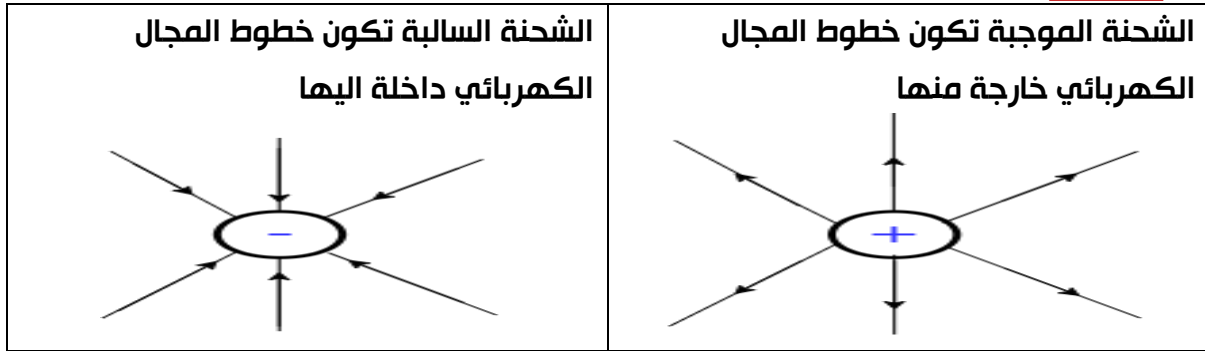 الشحنة الموجبة تكون خطوط المجال
الكهربائي خارجة منها
+
الشحنة السالبة تكون خطوط المجال
الكهربائي داخلة اليها
-